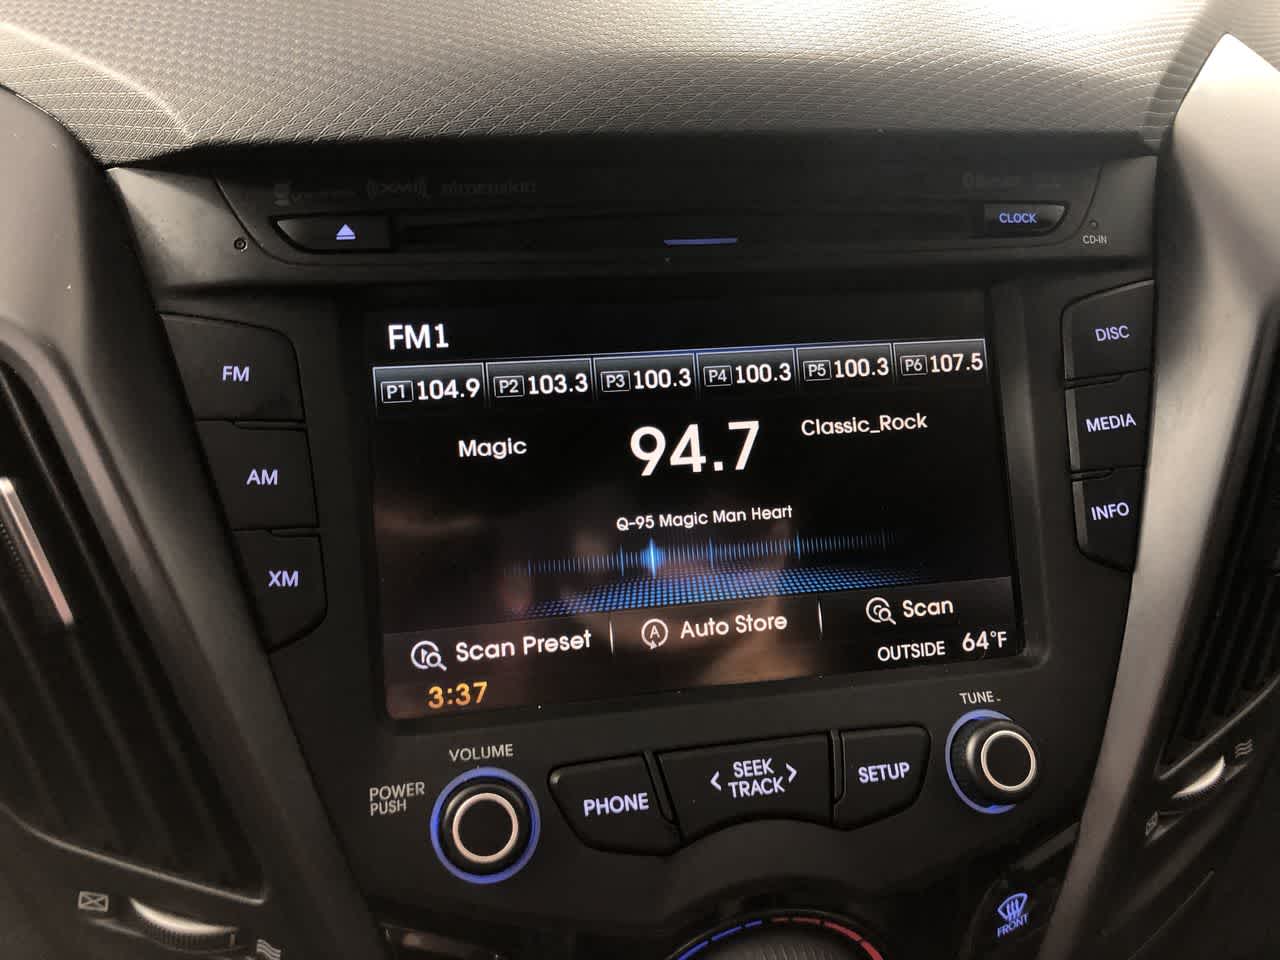 XM dimension
CLOCK
CD-IN
FM1
P1 104.9 P2 103.3 P3 100.3 P4 100.3 P5 100.3 P6 107.5
Magic 94.7 Classic_Rock
Q-95 Magic Man Heart
Scan Preset A Auto Store Scan
3:37 OUTSIDE 64°F
FM
AM
XM
DISC
MEDIA
INFO
VOLUME
POWER
PUSH
PHONE
< SEEK >
TRACK
SETUP
TUNE
FRONT